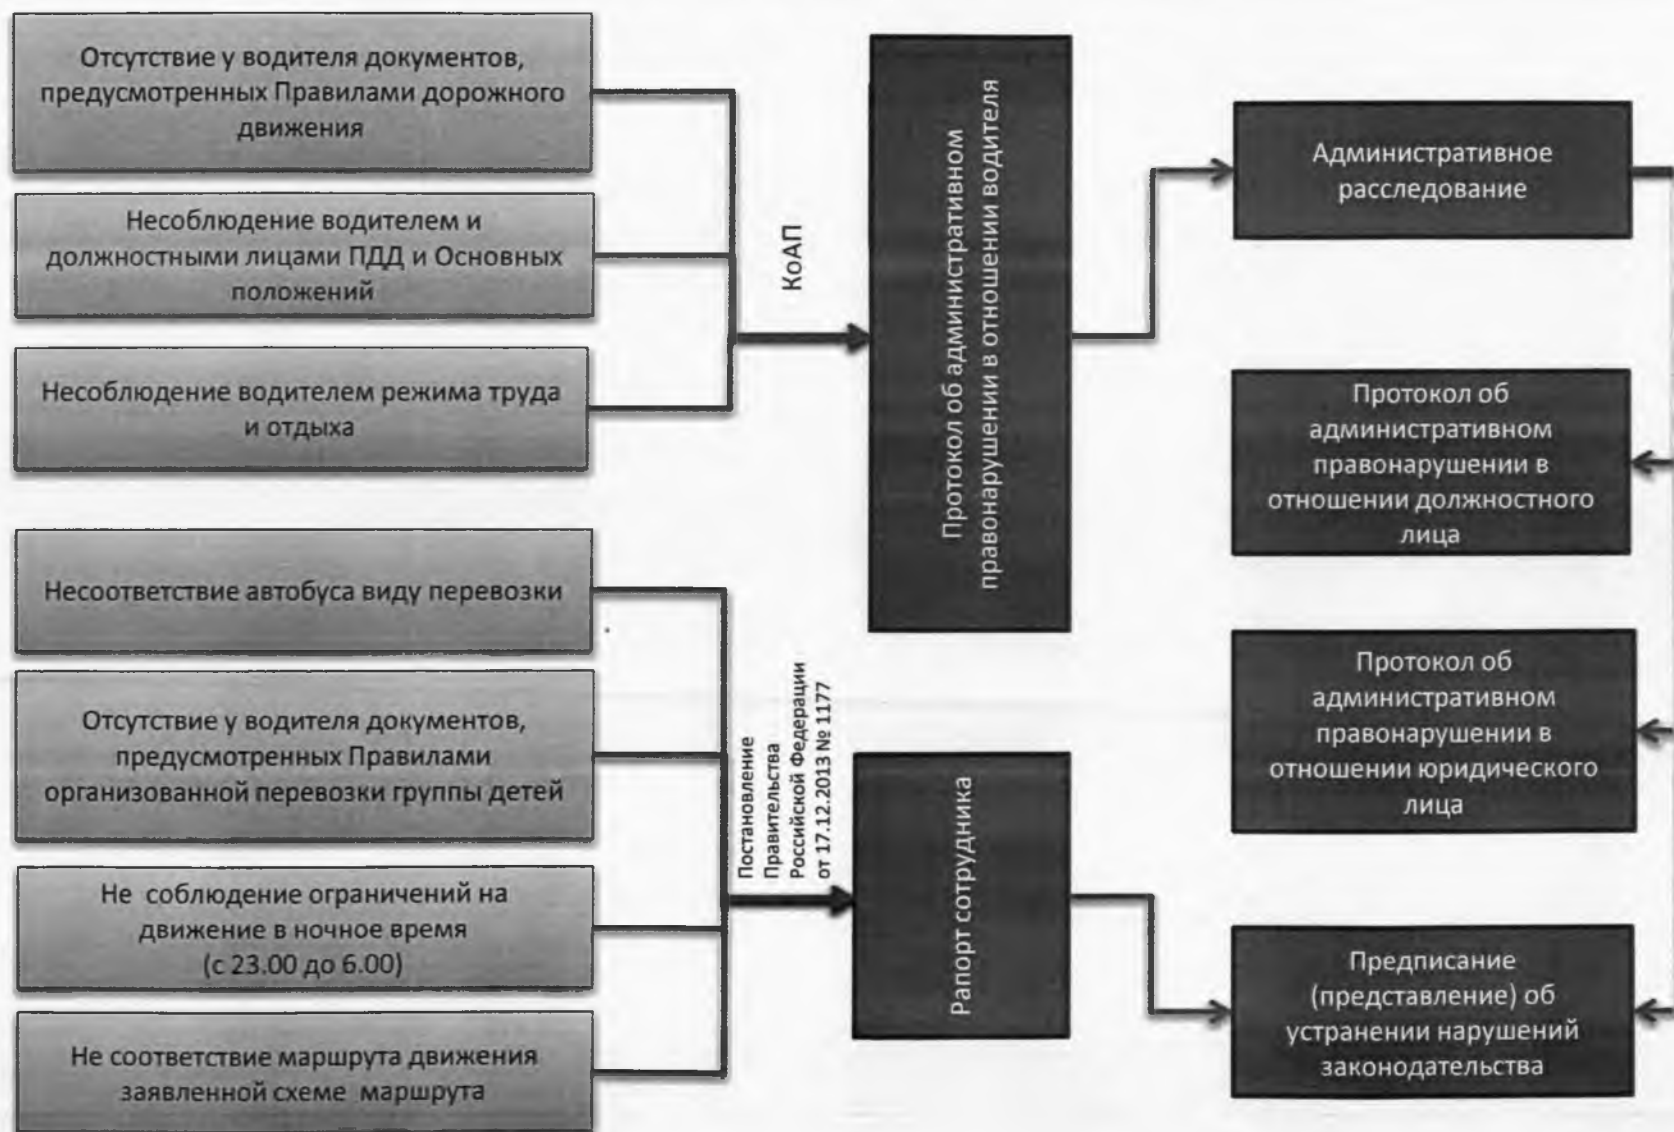 Отсутствие у водителя документов,
предусмотренных Правилами дорожного
движения
Несоблюдение водителем и
должностными лицами ПДД и Основных
положений
Несоблюдение водителем режима труда
и отдыха
Несоответствие автобуса виду перевозки
Отсутствие у водителя документов,
предусмотренных Правилами
организованной перевозки группы детей
Не соблюдение ограничений на
движение в ночное время
(с 23.00 до 6.00)
Не соответствие маршрута движения
заявленной схеме маршрута
КоАП
Постановление
Правительства
Российской Федерации
от 17.12.2013 № 1177
Протокол об административном
правонарушении в отношении водителя
Рапорт сотрудника
Административное
расследование
Протокол об
административном
правонарушении в
отношении должностного
лица
Протокол об
административном
правонарушении в
отношении юридического
лица
Предписание
(представление) об
устранении нарушений
законодательства